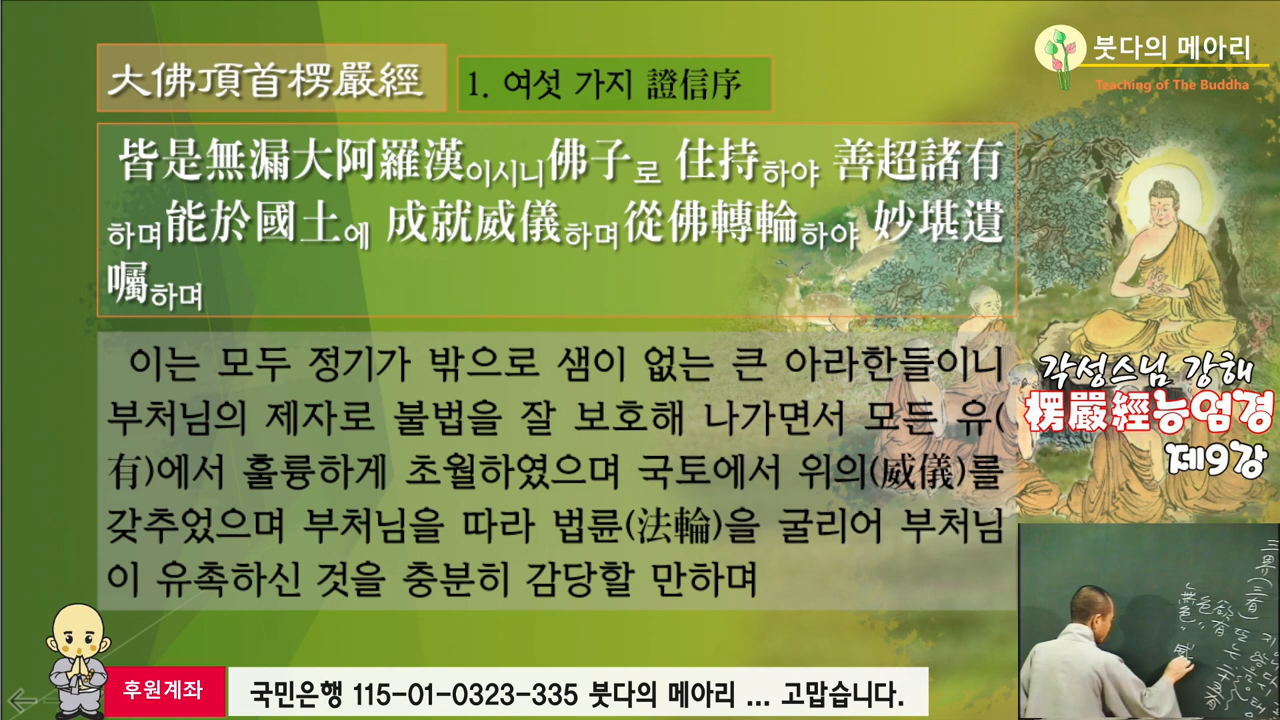 大佛頂首楞嚴經
1. 여섯 가지 證信序
붓다의 메아리
Teaching of The Buddha
皆是無漏大阿羅漢이시니佛子로 住持하야 善超諸有
하며能於國土에 成就威儀하며從佛轉輪하야 妙堪遺
囑하며
이는 모두 정기가 밖으로 샘이 없는 큰 아라한들이니
부처님의 제자로 불법을 잘 보호해 나가면서 모든 유(
有)에서 훌륭하게 초월하였으며 국토에서 위의(威儀)를
갖추었으며 부처님을 따라 법륜(法輪)을 굴리어 부처님
이 유촉하신 것을 충분히 감당할 만하며
각성스님 강해
楞嚴經능엄경
제9강
후원계좌
국민은행 115-01-0323-335 붓다의 메아리 ... 고맙습니다.